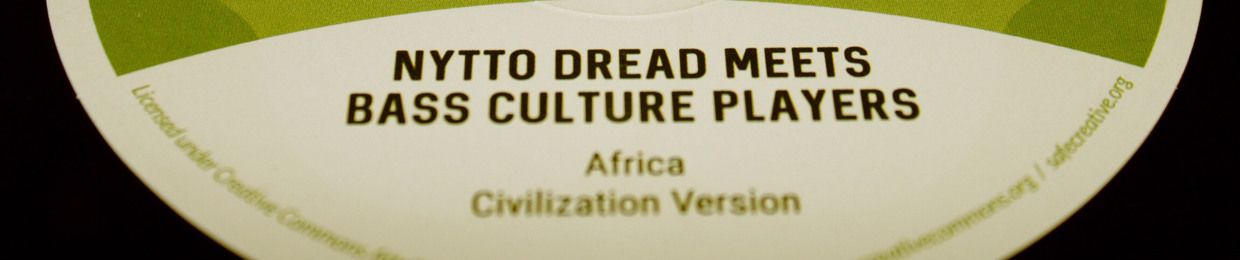 NYTTO DREAD MEETS
BASS CULTURE PLAYERS
Africa
Civilization Version
Licensed under Creative Commons
creativecommons.org / safecreative.org